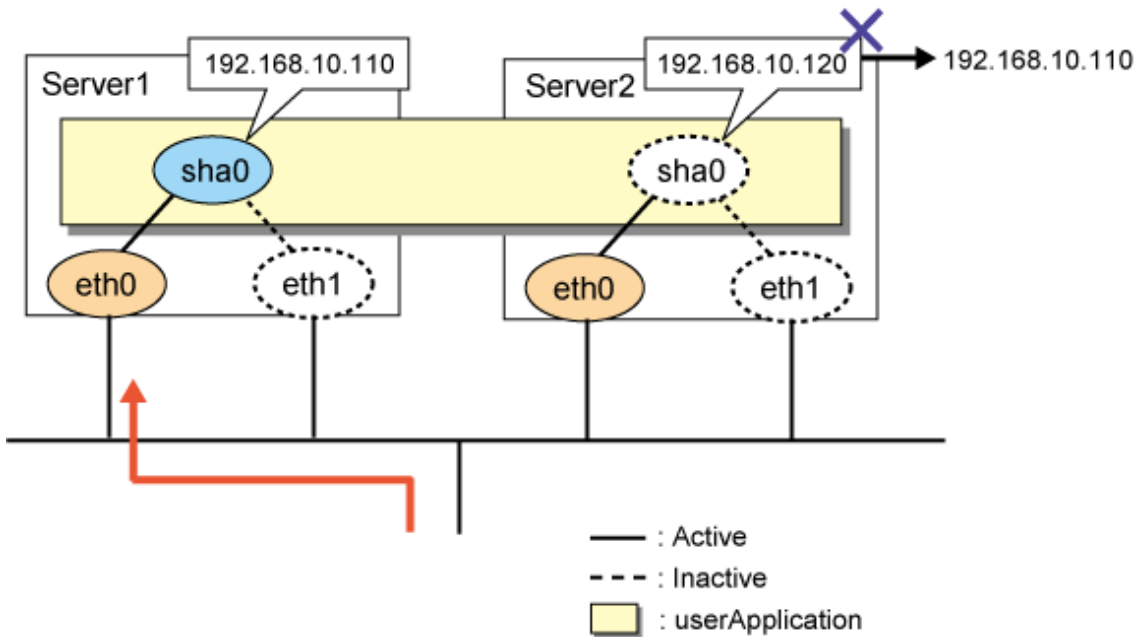 192.168.10.110
192.168.10.120
192.168.10.110
Server1
Server2
sha0
sha0
eth0
eth1
eth0
eth1
: Active
: Inactive
: userApplication